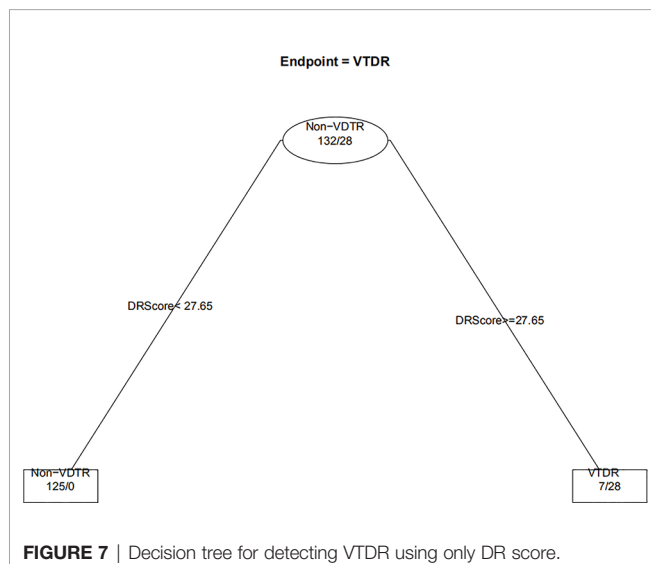 Endpoint = VTDR
Non−VDTR
132/28
DRScore< 27.65
DRScore>=27.65
Non−VDTR
125/0
VTDR
7/28
FIGURE 7 | Decision tree for detecting VTDR using only DR score.